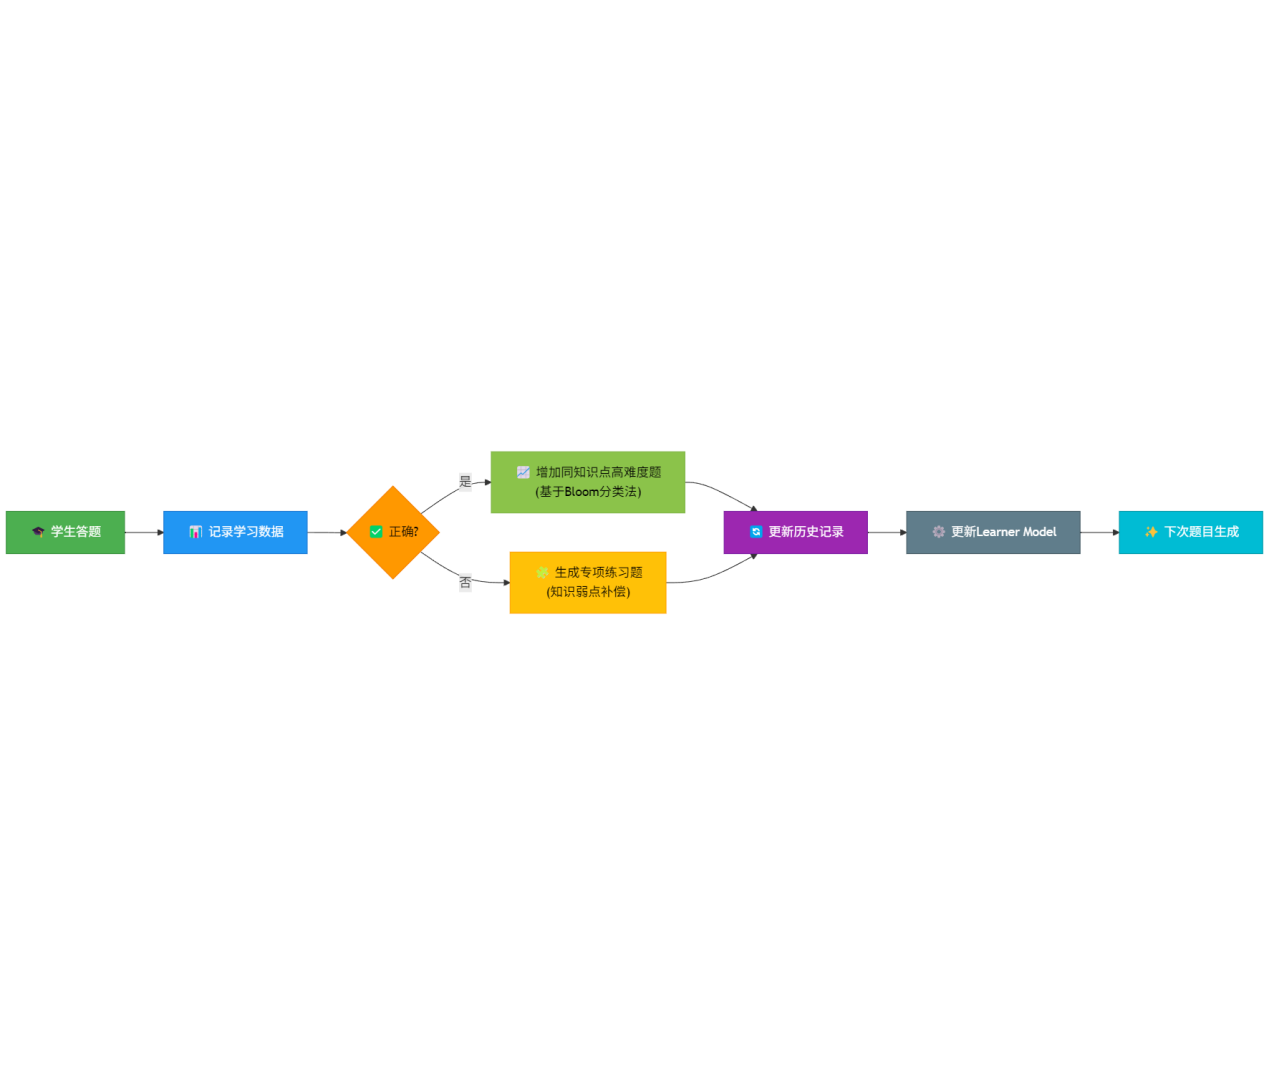 学生答题
记录学习数据
正确?
是
否
增加同知识点高难度题
(基于Bloom分类法)
生成专项练习题
(知识弱点补偿)
更新历史记录
更新Learner Model
下次题目生成